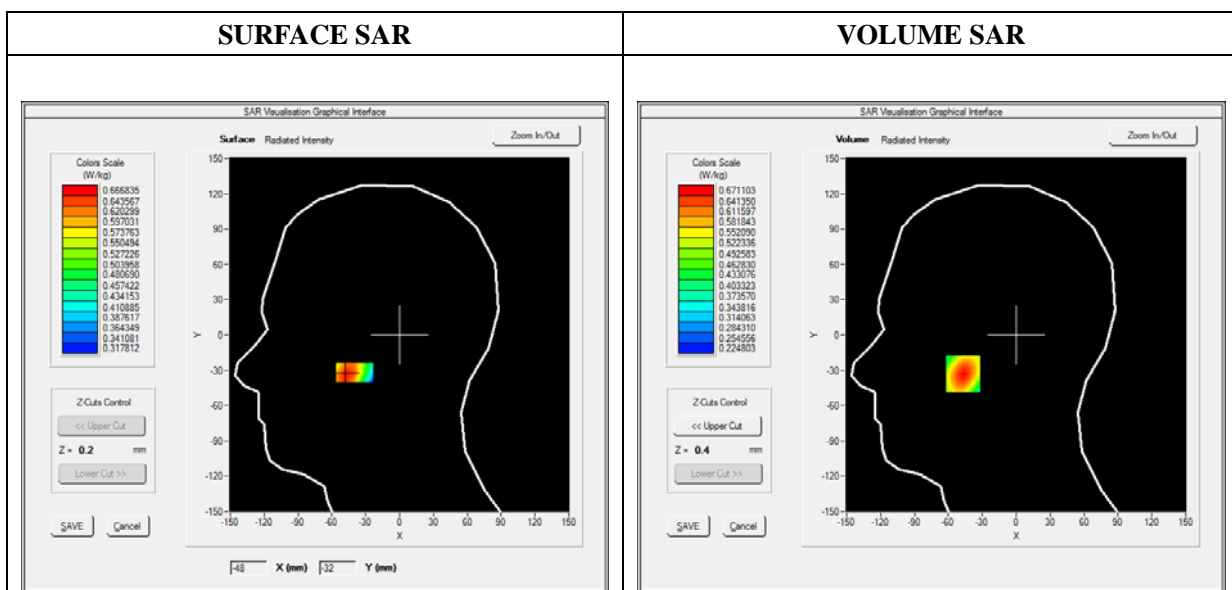 SURFACE SAR
VOLUME SAR
SAR Visualisation Graphical Interface
Surface Radiated Intensity
Zoom In/Out
Colors Scale
(W/kg)
0.666835
0.643567
0.620299
0.597031
0.573763
0.550494
0.527226
0.503958
0.480690
0.457422
0.434153
0.410885
0.387617
0.364349
0.341081
0.317812
Z-Cuts Control
<< Upper Cut
Z = 0.2 mm
Lower Cut >>
SAVE Cancel
150
120
90
60
30
0
-30
-60
-90
-120
-150
Y
-150 -120 -90 -60 -30 0 30 60 90 120 150
X
-48 X (mm) -32 Y (mm)
SAR Visualisation Graphical Interface
Volume Radiated Intensity
Zoom In/Out
Colors Scale
(W/kg)
0.671103
0.641350
0.611597
0.581843
0.552090
0.522336
0.492583
0.462830
0.433076
0.403323
0.373570
0.343816
0.314063
0.284310
0.254556
0.224803
Z-Cuts Control
<< Upper Cut
Z = 0.4 mm
Lower Cut >>
SAVE Cancel
150
120
90
60
30
0
-30
-60
-90
-120
-150
Y
-150 -120 -90 -60 -30 0 30 60 90 120 150
X